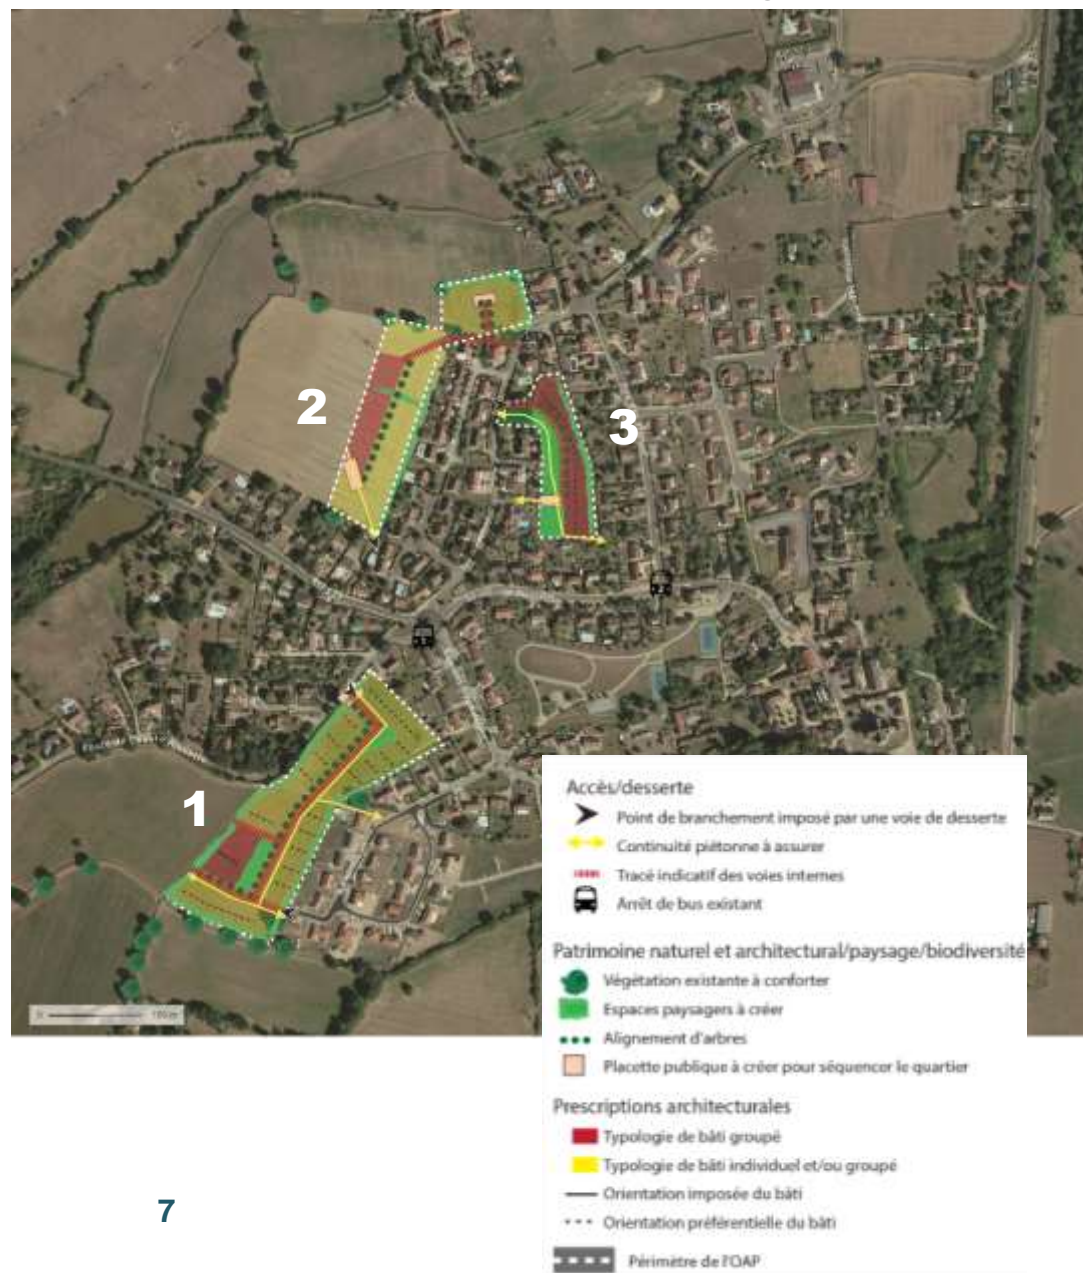 2
3
1
Accès/desserte
Point de branchement imposé par une voie de desserte
Continuité piétonne à assurer
Tracé indicatif des voies internes
Arrêt de bus existant
Patrimoine naturel et architectural/paysage/biodiversité
Végétation existante à conforter
Espaces paysagers à créer
Alignement d'arbres
Placette publique à créer pour séquencer le quartier
Prescriptions architecturales
Typologie de bâti groupé
Typologie de bâti individuel et/ou groupé
Orientation imposée du bâti
Orientation préférentielle du bâti
Périmètre de l'OAP
7